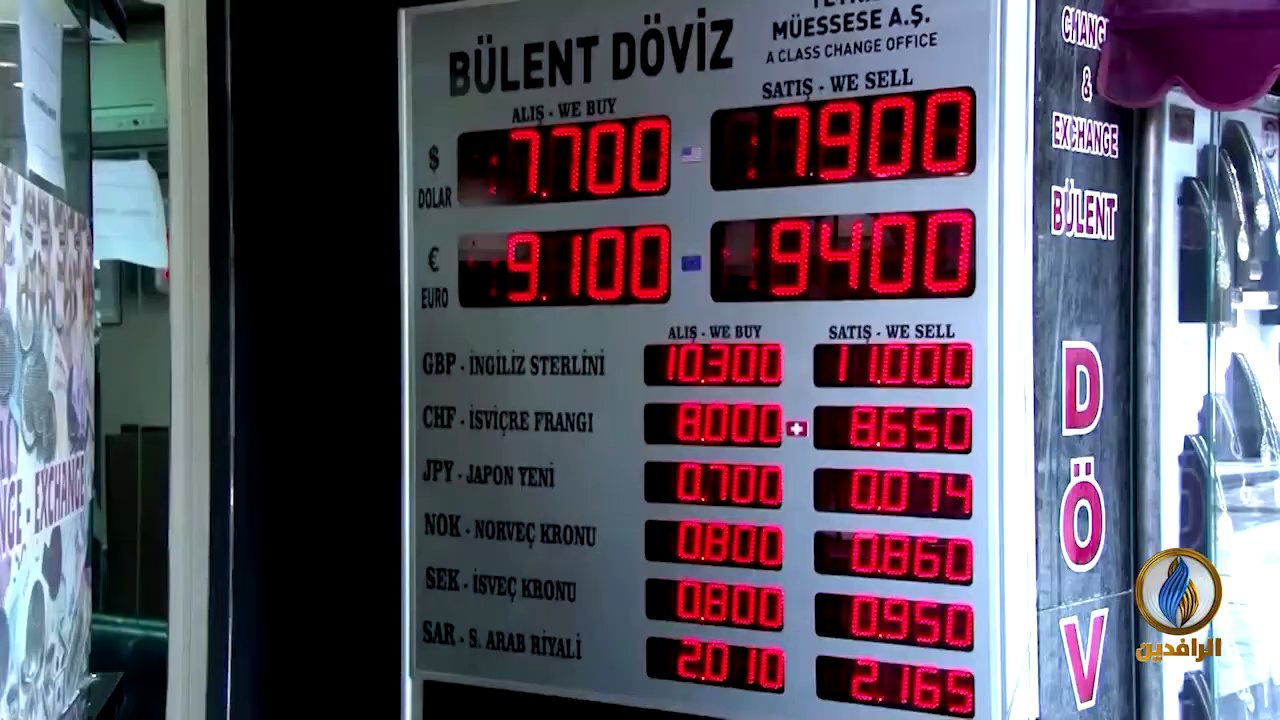 BÜLENT DÖVİZ
MÜESSESE A.Ş.
A CLASS CHANGE OFFICE
ALIŞ - WE BUY
SATIŞ - WE SELL
$ DOLAR 7.700 7.900
€ EURO 9.100 9400
ALIŞ - WE BUY
SATIŞ - WE SELL
GBP - İNGİLİZ STERLİNİ 10.300 11.000
CHF - İSVİÇRE FRANGI 8.000 8.650
JPY - JAPON YENİ 0.700 0.074
NOK - NORVEÇ KRONU 0.800 0.860
SEK - İSVEÇ KRONU 0.800 0.950
SAR - S. ARAB RİYALİ 2.010 2.165
CHANG
&
EXCHANGE
BÜLENT
D
Ö
V
NGE - EXCHANGE
الرافدين